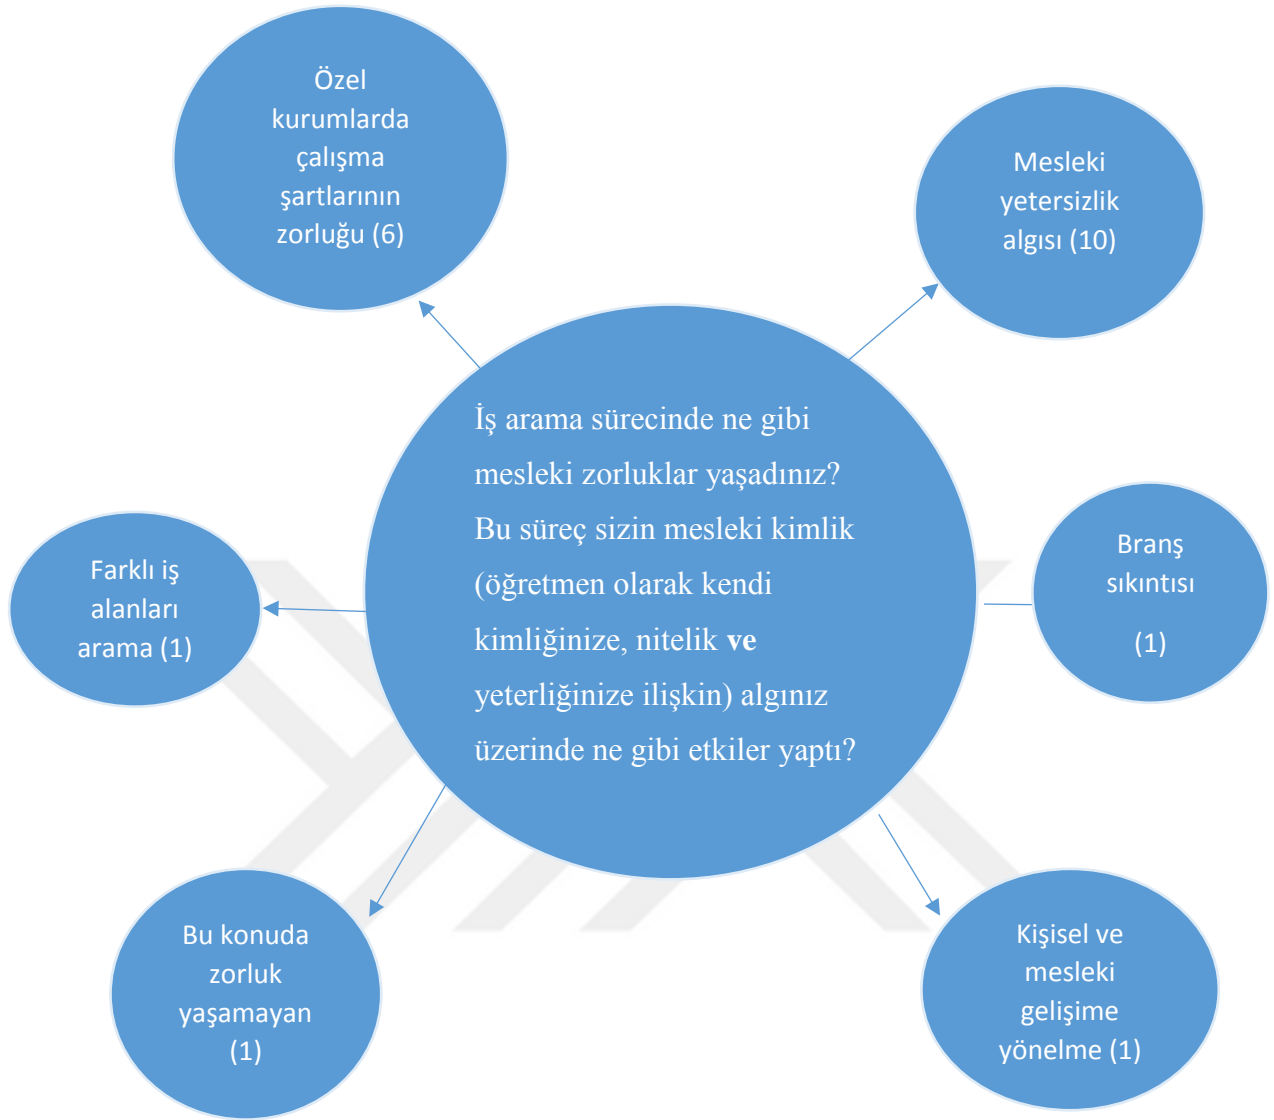 Özel
kurumlarda
çalışma
şartlarının
zorluğu (6)
Mesleki
yetersizlik
algısı (10)
İş arama sürecinde ne gibi
mesleki zorluklar yaşadınız?
Bu süreç sizin mesleki kimlik
(öğretmen olarak kendi
kimliğinize, nitelik ve
yeterliğinize ilişkin) algınız
üzerinde ne gibi etkiler yaptı?
Farklı iş
alanları
arama (1)
Branş
sıkıntısı
(1)
Bu konuda
zorluk
yaşamayan
(1)
Kişisel ve
mesleki
gelişime
yönelme (1)